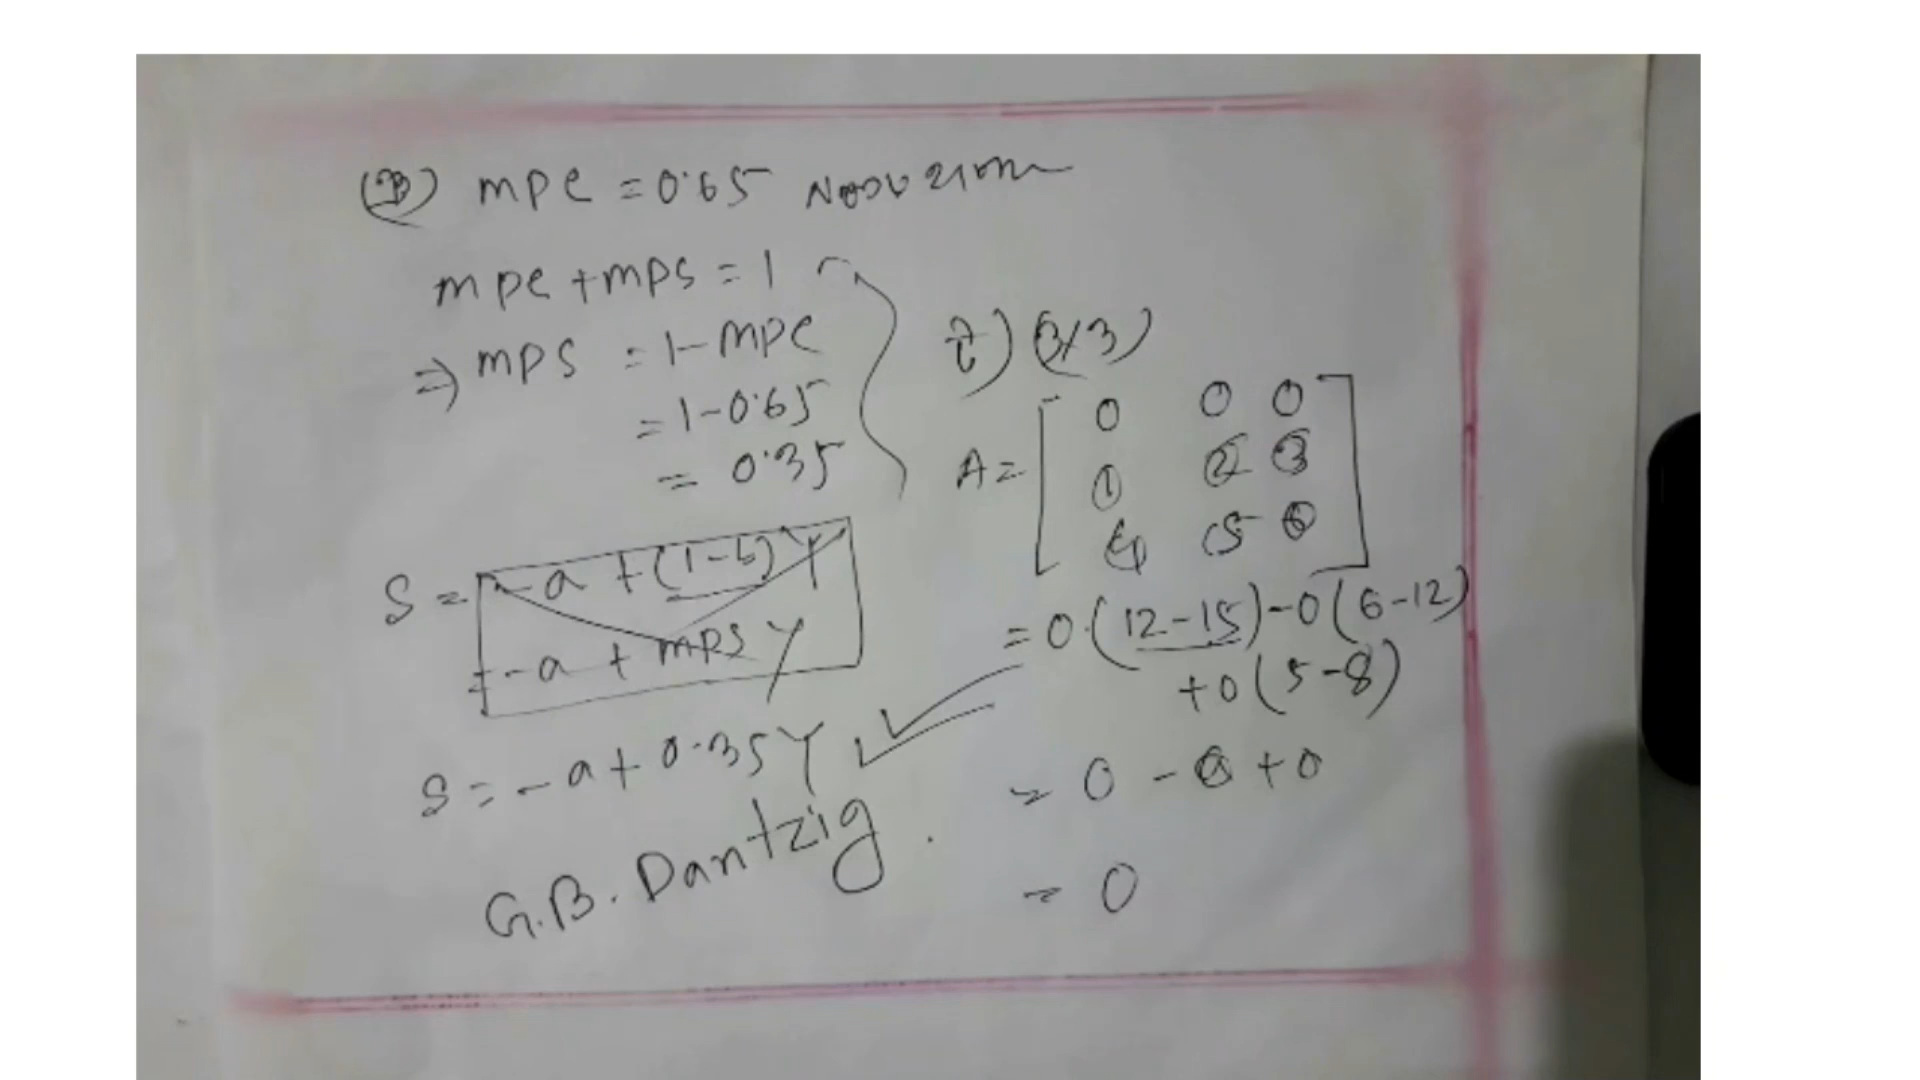 mpc = 0.65
mpc + mps = 1
⇒ mps = 1 - mpc
= 1 - 0.65
= 0.35
S = -a + (1-b) Y
= -a + mps Y
S = -a + 0.35 Y
G.B. Dantzig.
(3×3)
A = [ 0 0 0
1 2 3
4 5 6 ]
= 0·(12-15) - 0(6-12)
+ 0(5-8)
= 0 - 0 + 0
= 0